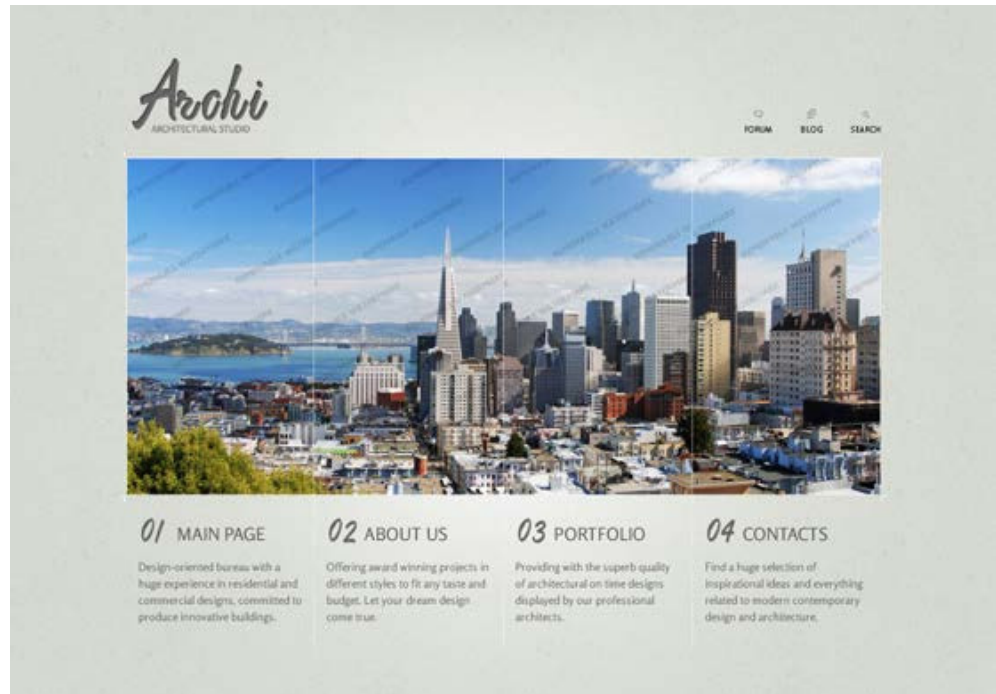 Archi
ARCHITECTURAL STUDIO
FORUM BLOG SEARCH
01 MAIN PAGE
Design-oriented bureau with a
huge experience in residential and
commercial designs, committed to
produce innovative buildings.
02 ABOUT US
Offering award winning projects in
different styles to fit any taste and
budget. Let your dream design
come true.
03 PORTFOLIO
Providing with the superb quality
of architectural on time designs
displayed by our professional
architects.
04 CONTACTS
Find a huge selection of
inspirational ideas and everything
related to modern contemporary
design and architecture.